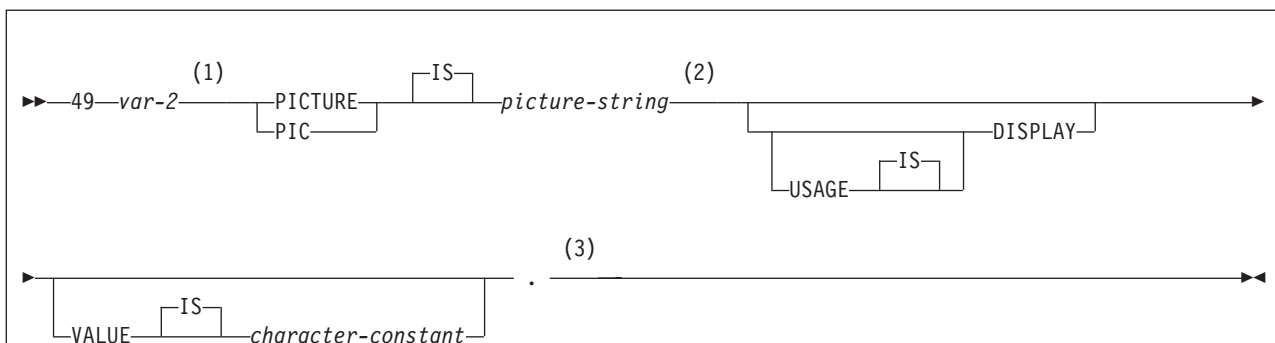 (1) IS (2)
49 var-2 PICTURE picture-string
PIC DISPLAY
IS
USAGE
(3)
.
IS
VALUE character-constant